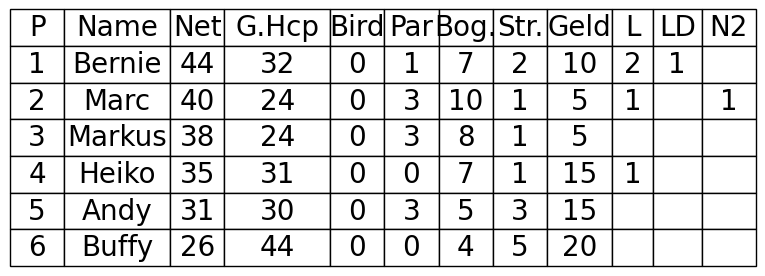 P Name Net G.Hcp Bird Par Bog. Str. Geld L LD N2
1 Bernie 44 32 0 1 7 2 10 2 1
2 Marc 40 24 0 3 10 1 5 1 1
3 Markus 38 24 0 3 8 1 5
4 Heiko 35 31 0 0 7 1 15 1
5 Andy 31 30 0 3 5 3 15
6 Buffy 26 44 0 0 4 5 20